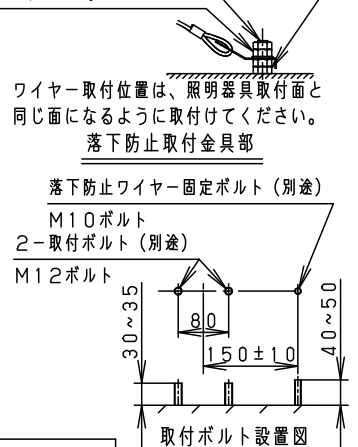 ワイヤー取付位置は、照明器具取付面と
同じ面になるように取付けてください。
落下防止取付金具部
落下防止ワイヤー固定ボルト（別途）
M10ボルト
2−取付ボルト（別途）
M12ボルト
80
150±10
30~35
40~50
取付ボルト設置図